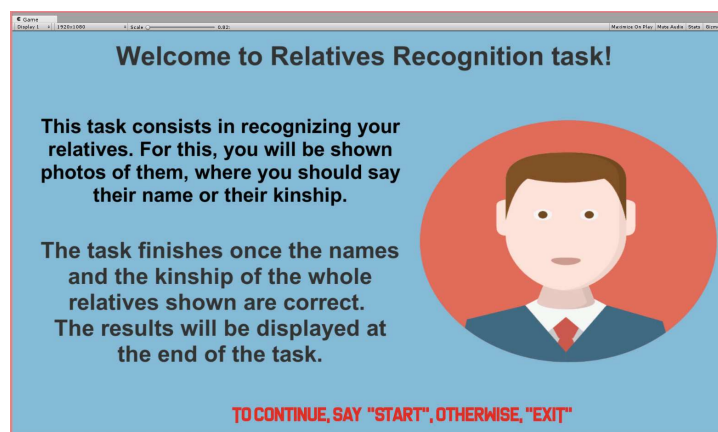 Game
Display 1 1920x1080 Scale 0.82: Maximize On Play Mute Audio Stats Gizm
Welcome to Relatives Recognition task!
This task consists in recognizing your
relatives. For this, you will be shown
photos of them, where you should say
their name or their kinship.
The task finishes once the names
and the kinship of the whole
relatives shown are correct.
The results will be displayed at
the end of the task.
TO CONTINUE, SAY "START", OTHERWISE, "EXIT"